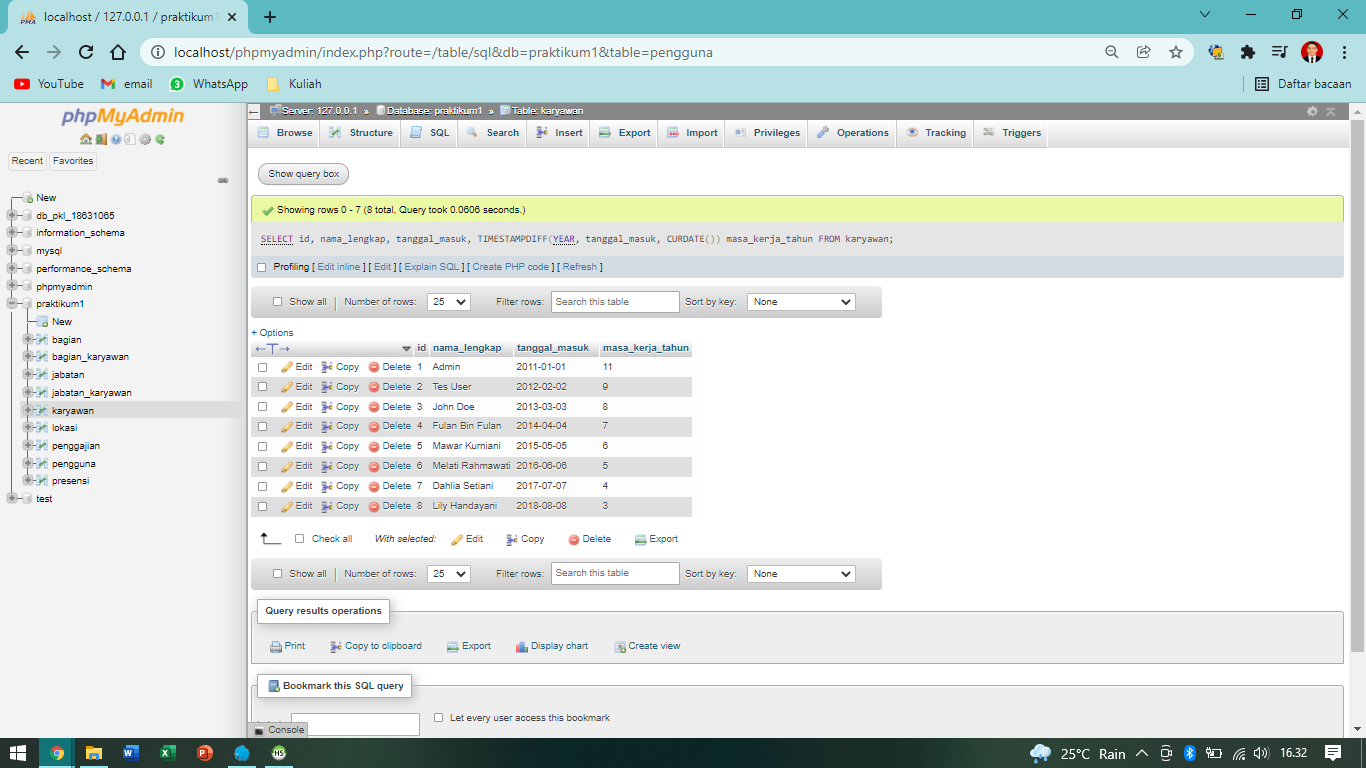 localhost / 127.0.0.1 / praktikum1
localhost/phpmyadmin/index.php?route=/table/sql&db=praktikum1&table=pengguna
YouTube email WhatsApp Kuliah Daftar bacaan
phpMyAdmin
Recent Favorites
New
db_pkl_18631065
information_schema
mysql
performance_schema
phpmyadmin
praktikum1
New
bagian
bagian_karyawan
jabatan
jabatan_karyawan
karyawan
lokasi
penggajian
pengguna
presensi
test
Server: 127.0.0.1 » Database: praktikum1 » Table: karyawan
Browse Structure SQL Search Insert Export Import Privileges Operations Tracking Triggers
Show query box
Showing rows 0 - 7 (8 total, Query took 0.0606 seconds.)
SELECT id, nama_lengkap, tanggal_masuk, TIMESTAMPDIFF(YEAR, tanggal_masuk, CURDATE()) masa_kerja_tahun FROM karyawan;
Profiling [ Edit inline ] [ Edit ] [ Explain SQL ] [ Create PHP code ] [ Refresh ]
Show all | Number of rows: 25 Filter rows: Search this table Sort by key: None
+ Options
←T→ id nama_lengkap tanggal_masuk masa_kerja_tahun
Edit Copy Delete 1 Admin 2011-01-01 11
Edit Copy Delete 2 Tes User 2012-02-02 9
Edit Copy Delete 3 John Doe 2013-03-03 8
Edit Copy Delete 4 Fulan Bin Fulan 2014-04-04 7
Edit Copy Delete 5 Mawar Kurniani 2015-05-05 6
Edit Copy Delete 6 Melati Rahmawati 2016-06-06 5
Edit Copy Delete 7 Dahlia Setiani 2017-07-07 4
Edit Copy Delete 8 Lily Handayani 2018-08-08 3
Check all With selected: Edit Copy Delete Export
Show all | Number of rows: 25 Filter rows: Search this table Sort by key: None
Query results operations
Print Copy to clipboard Export Display chart Create view
Bookmark this SQL query
Let every user access this bookmark
Console
25°C Rain 16.32